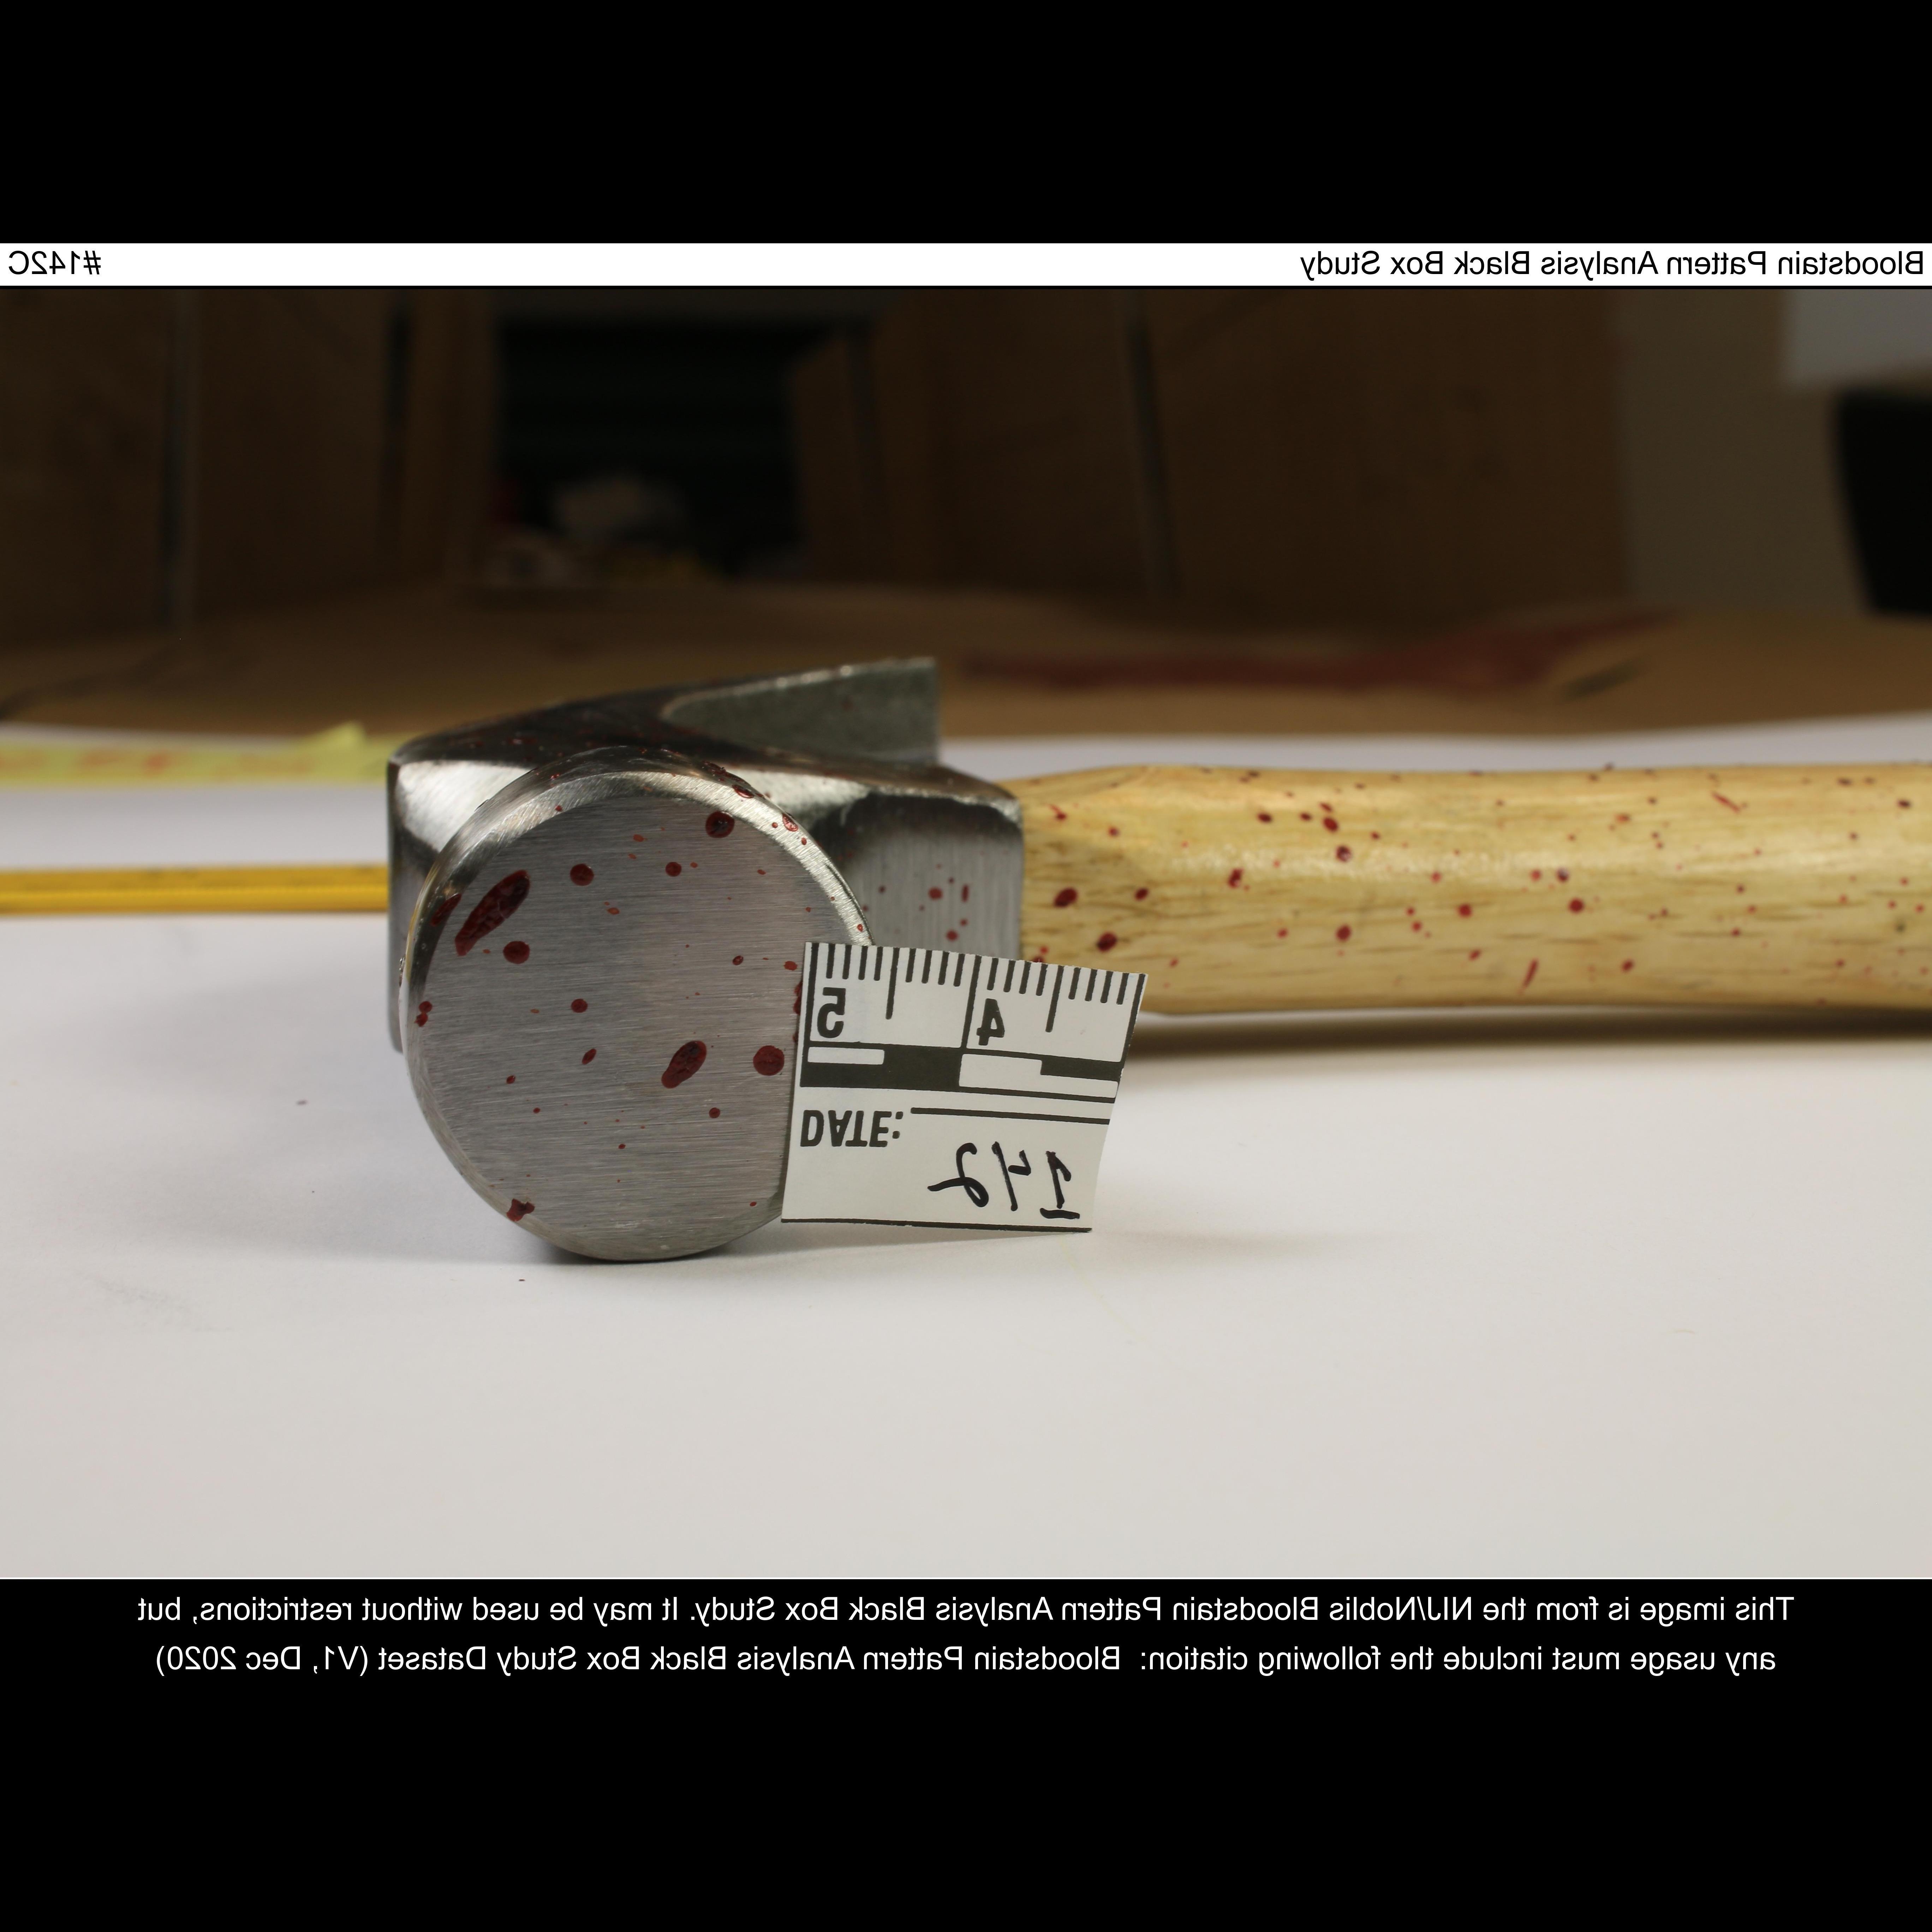 Bloodstain Pattern Analysis Black Box Study
#142C
5 4
DATE:
142
This image is from the NIJ/Noblis Bloodstain Pattern Analysis Black Box Study. It may be used without restrictions, but
any usage must include the following citation: Bloodstain Pattern Analysis Black Box Study Dataset (V1, Dec 2020)